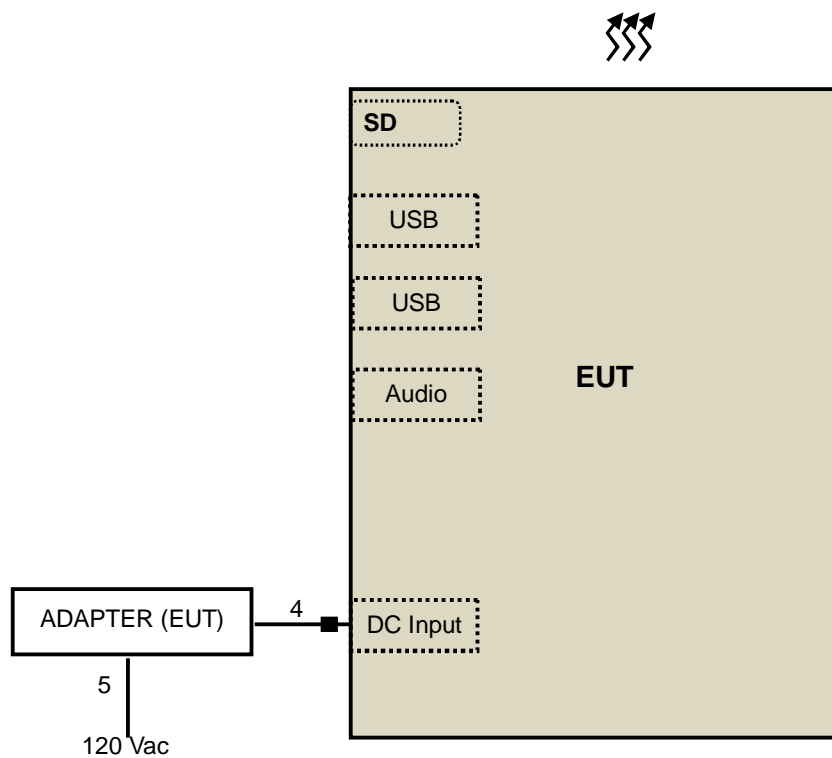 SD
USB
USB
Audio
EUT
ADAPTER (EUT)
4
DC Input
5
120 Vac